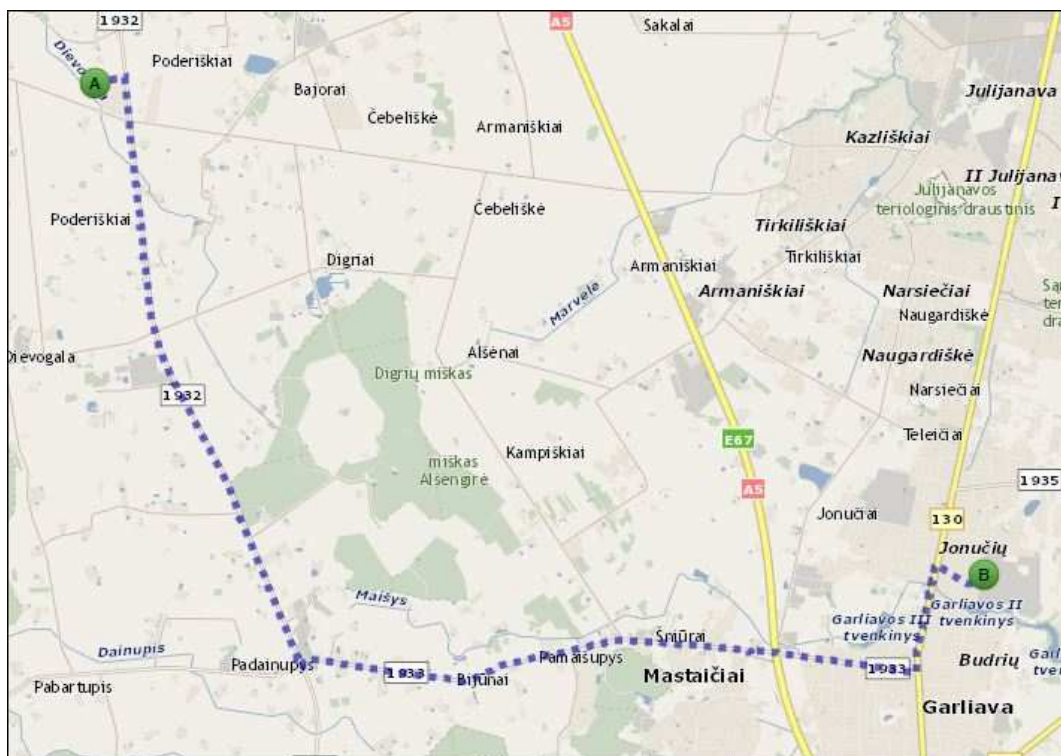 1932
A5
Sakalai
Poderiškiai
A
Bajorai
Julijanava
Čebeliškė
Armaniškiai
Kazliškiai
II Julijanav
Julijanavos
teriologinis draustinis
I
Čebeliškė
Poderiškiai
Tirkiliškiai
Tirkiliškiai
Digriai
Armaniškiai
Armaniškiai
Narsiečiai
Marvelė
Naugardiškė
Dievogala
Alšėnai
Naugardiškė
Digrių miškas
Narsiečiai
1932
Teleičiai
E67
Kampiškiai
miškas
Alsengirė
1935
A5
Jonučiai
130
Jonučių
B
Maišys
Garliavos II
tvenkinys
Garliavos III
tvenkinys
Šniūrai
Dainupis
Padainupys
Pamaišupys
Budrių
1933
1933
Bijūnai
Mastaičiai
Pabartupis
Garliava